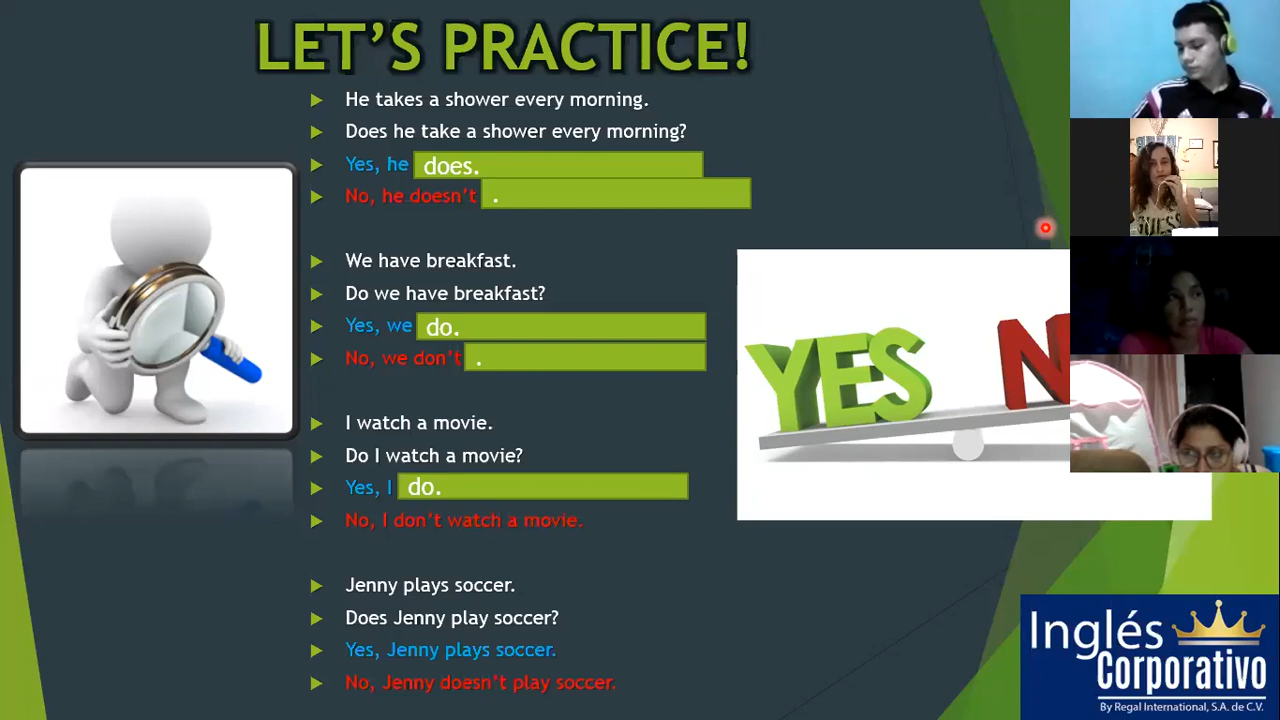 LET'S PRACTICE!
He takes a shower every morning.
Does he take a shower every morning?
Yes, he does.
No, he doesn't .
We have breakfast.
Do we have breakfast?
Yes, we do.
No, we don't .
I watch a movie.
Do I watch a movie?
Yes, I do.
No, I don't watch a movie.
Jenny plays soccer.
Does Jenny play soccer?
Yes, Jenny plays soccer.
No, Jenny doesn't play soccer.
YES N
GUESS
Inglés
Corporativo
By Regal International, S.A. de C.V.